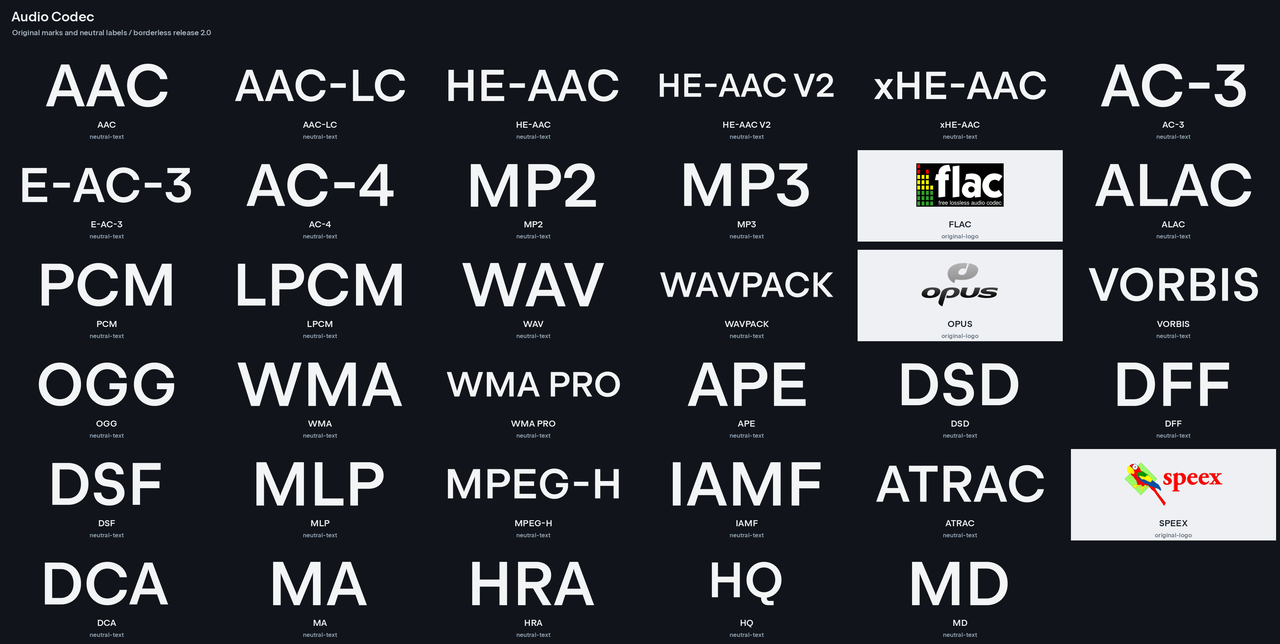 Audio Codec
Original marks and neutral labels / borderless release 2.0
AAC AAC-LC HE-AAC HE-AAC V2 xHE-AAC AC-3
AAC AAC-LC HE-AAC HE-AAC V2 xHE-AAC AC-3
neutral-text neutral-text neutral-text neutral-text neutral-text neutral-text
E-AC-3 AC-4 MP2 MP3 flac ALAC
free lossless audio codec
E-AC-3 AC-4 MP2 MP3 FLAC ALAC
neutral-text neutral-text neutral-text neutral-text original-logo neutral-text
PCM LPCM WAV WAVPACK opus VORBIS
PCM LPCM WAV WAVPACK OPUS VORBIS
neutral-text neutral-text neutral-text neutral-text original-logo neutral-text
OGG WMA WMA PRO APE DSD DFF
OGG WMA WMA PRO APE DSD DFF
neutral-text neutral-text neutral-text neutral-text neutral-text neutral-text
DSF MLP MPEG-H IAMF ATRAC speex
DSF MLP MPEG-H IAMF ATRAC SPEEX
neutral-text neutral-text neutral-text neutral-text neutral-text original-logo
DCA MA HRA HQ MD
DCA MA HRA HQ MD
neutral-text neutral-text neutral-text neutral-text neutral-text